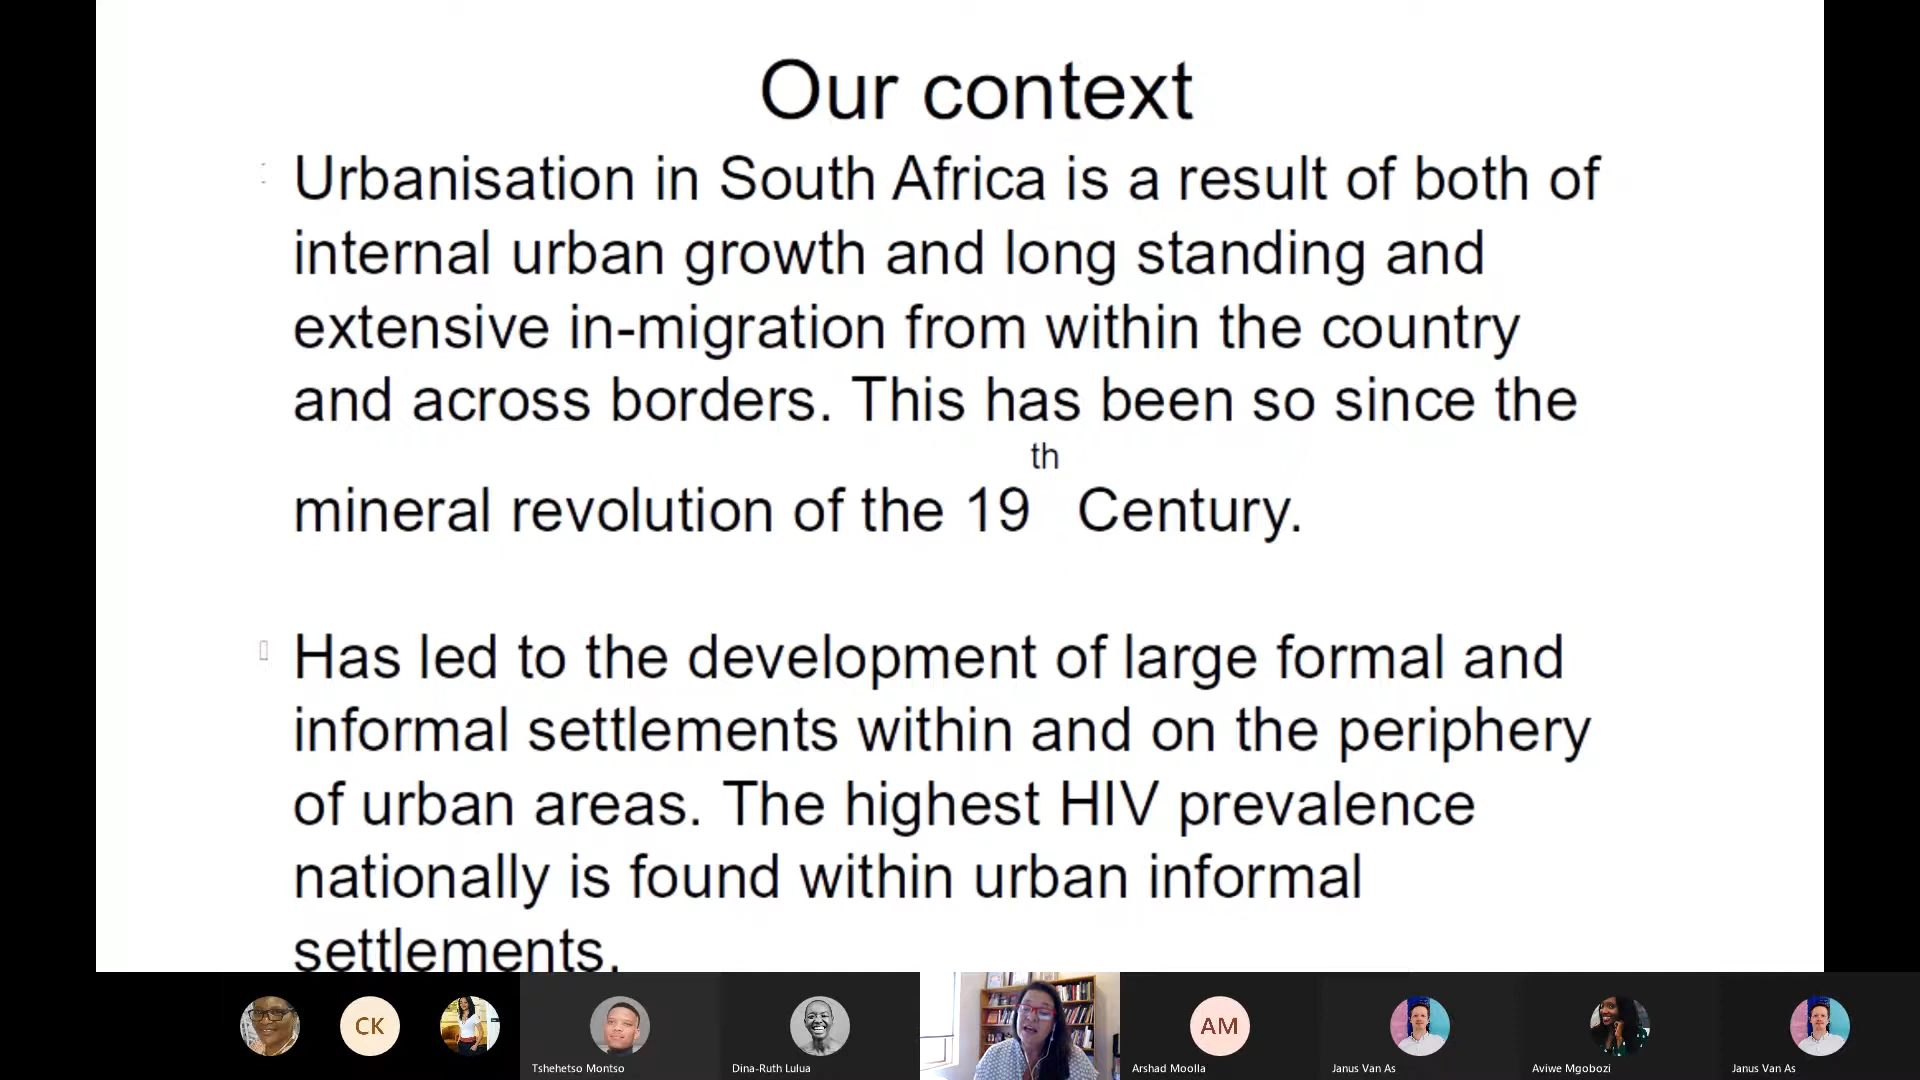 Our context
Urbanisation in South Africa is a result of both of
internal urban growth and long standing and
extensive in-migration from within the country
and across borders. This has been so since the
mineral revolution of the 19th Century.
Has led to the development of large formal and
informal settlements within and on the periphery
of urban areas. The highest HIV prevalence
nationally is found within urban informal
settlements.
CK
AM
Tshehetso Montso
Dina-Ruth Lulua
Arshad Moolla
Janus Van As
Aviwe Mgobozi
Janus Van As